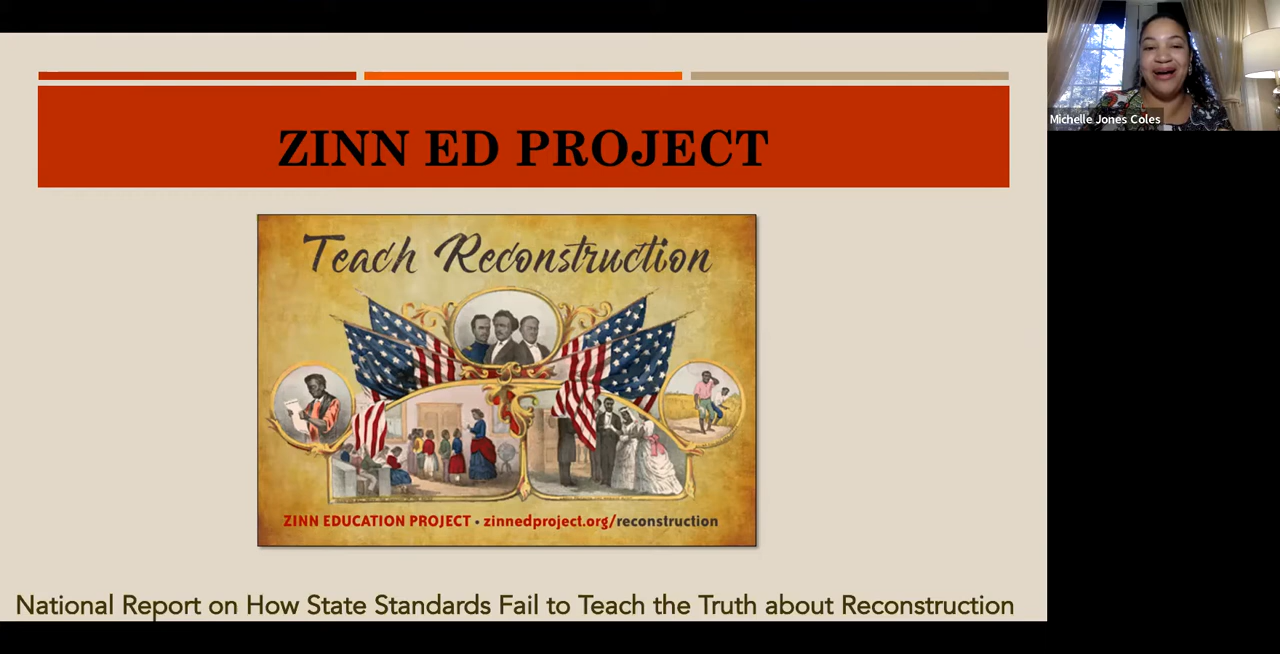 ZINN ED PROJECT
Teach Reconstruction
ZINN EDUCATION PROJECT • zinnedproject.org/reconstruction
National Report on How State Standards Fail to Teach the Truth about Reconstruction
Michelle Jones Coles